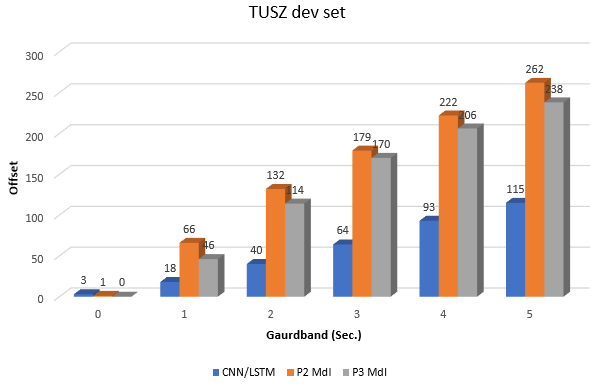 TUSZ dev set
300
250
200
150
100
50
0
Offset
3 1 0
18 66 46
40 132 114
64 179 170
93 222 206
115 262 238
0 1 2 3 4 5
Gaurdband (Sec.)
CNN/LSTM P2 Mdl P3 Mdl